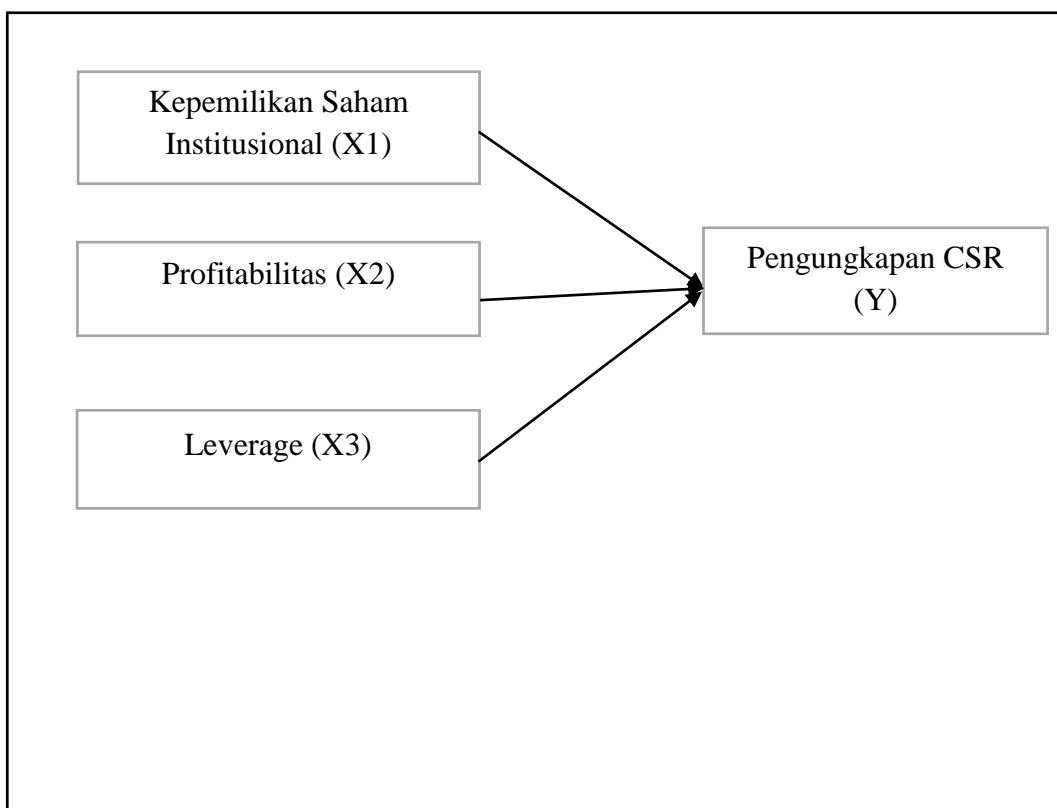 Kepemilikan Saham
Institusional (X1)
Profitabilitas (X2)
Pengungkapan CSR
(Y)
Leverage (X3)